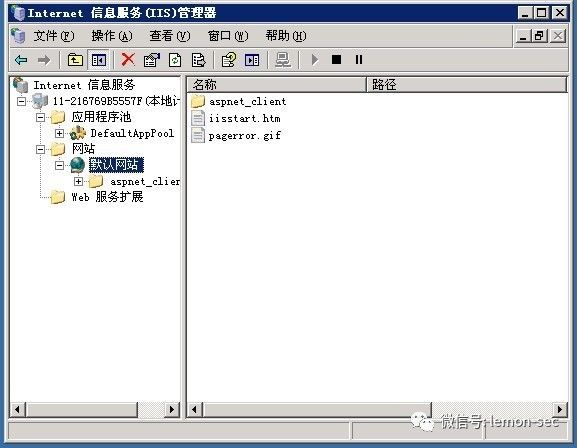 Internet 信息服务(IIS)管理器
文件(F) 操作(A) 查看(V) 窗口(W) 帮助(H)
Internet 信息服务
11-216769B5557F(本地计
应用程序池
DefaultAppPool
网站
默认网站
aspnet_clien
Web 服务扩展
名称 路径
aspnet_client
iisstart.htm
pagerror.gif
微信号: lemon-sec